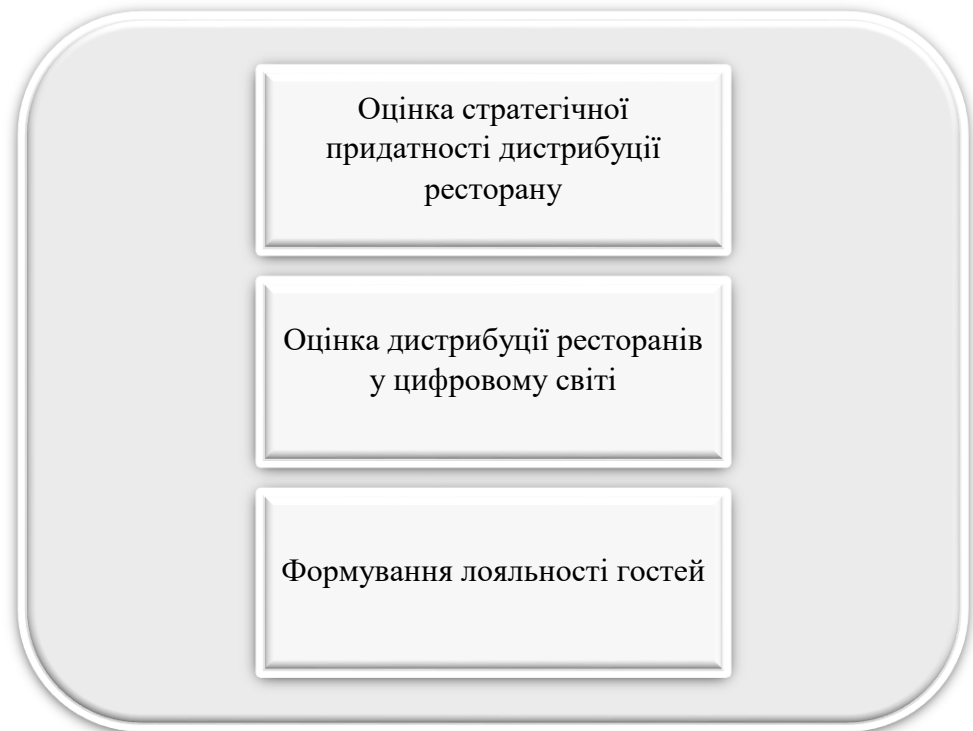 Оцінка стратегічної
придатності дистрибуції
ресторану
Оцінка дистрибуції ресторанів
у цифровому світі
Формування лояльності гостей